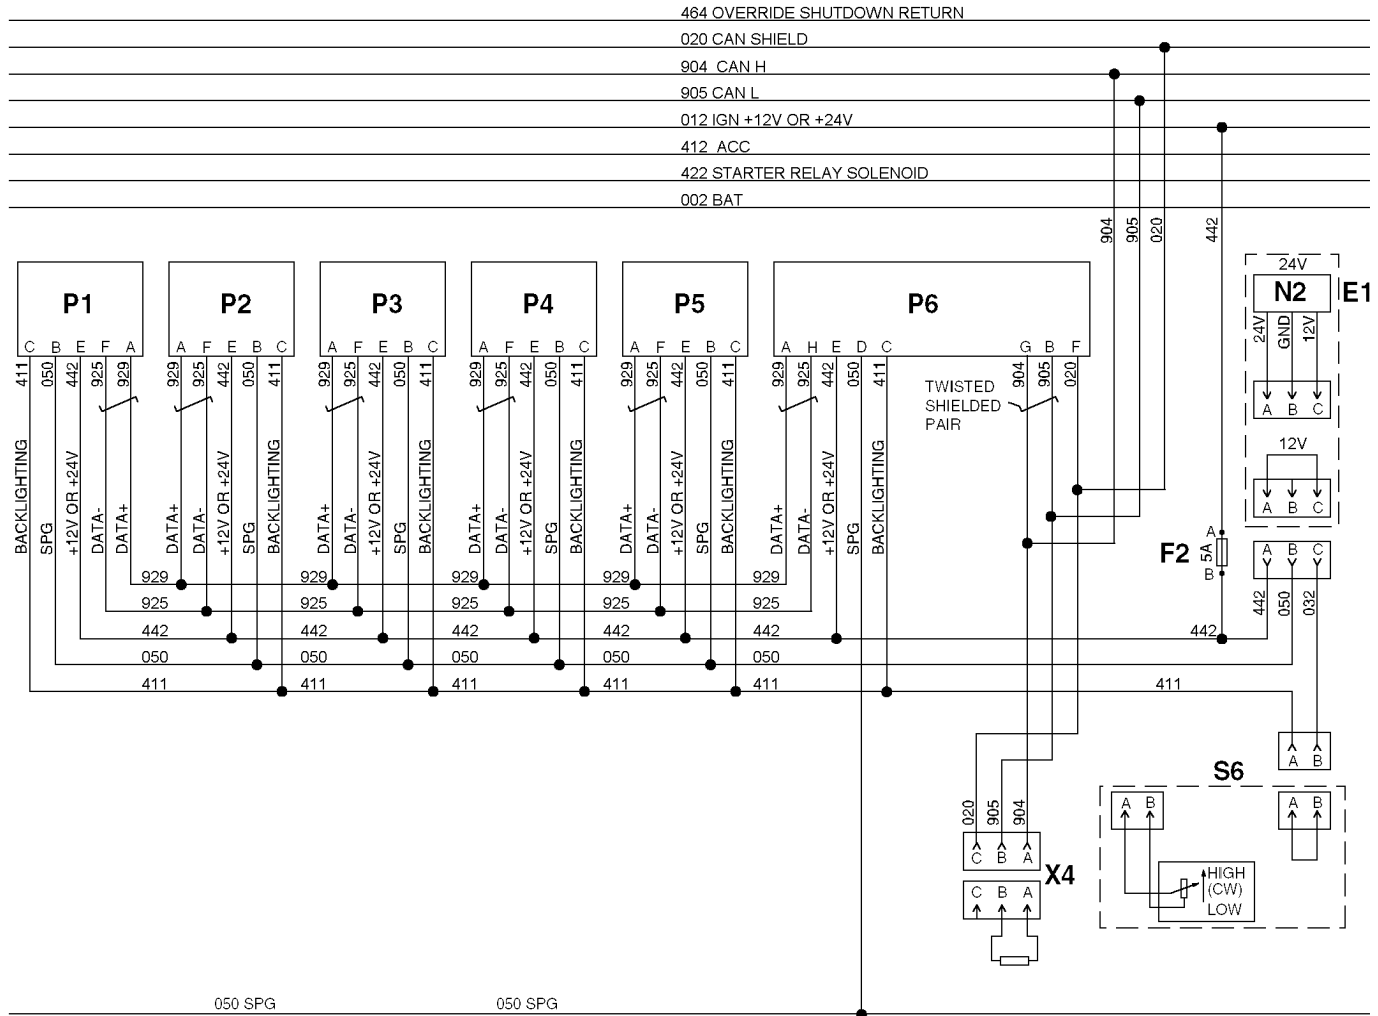 464 OVERRIDE SHUTDOWN RETURN
020 CAN SHIELD
904 CAN H
905 CAN L
012 IGN +12V OR +24V
412 ACC
422 STARTER RELAY SOLENOID
002 BAT
904 905 020 442
P1 P2 P3 P4 P5 P6
C B E F A A F E B C A F E B C A F E B C A F E B C A H E D C G B F
411 050 442 925 929 929 925 442 050 411 929 925 442 050 411 929 925 442 050 411 929 925 442 050 411 929 925 442 050 411 904 905 020
TWISTED
SHIELDED
PAIR
BACKLIGHTING SPG +12V OR +24V DATA- DATA+ DATA+ DATA- +12V OR +24V SPG BACKLIGHTING DATA+ DATA- +12V OR +24V SPG BACKLIGHTING DATA+ DATA- +12V OR +24V SPG BACKLIGHTING DATA+ DATA- +12V OR +24V SPG BACKLIGHTING DATA+ DATA- +12V OR +24V SPG BACKLIGHTING
24V
N2 E1
24V GND 12V
A B C
12V
A B C
F2 A 5A B
A B C
442 050 032
929 929 929 929 929
925 925 925 925 925
442 442 442 442 442 442
050 050 050 050 050
411 411 411 411 411 411
A B
S6
A B A B
HIGH
(CW)
LOW
020 905 904
C B A
X4
C B A
050 SPG 050 SPG